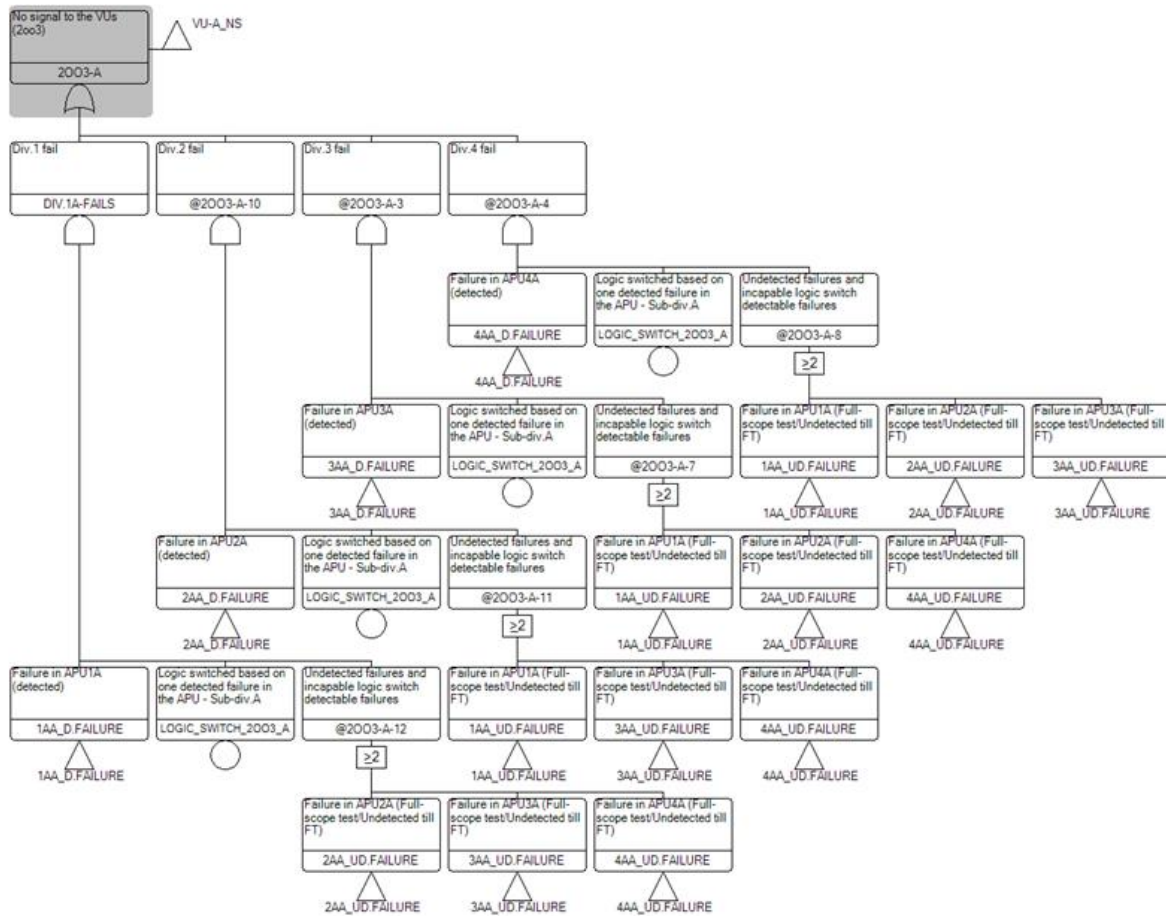 No signal to the VUs
(2oo3)
2OO3-A
VU-A_NS
Div.1 fail
DIV.1A-FAILS
Div.2 fail
@2OO3-A-10
Div.3 fail
@2OO3-A-3
Div.4 fail
@2OO3-A-4
Failure in APU4A
(detected)
4AA_D.FAILURE
4AA_D.FAILURE
Logic switched based on
one detected failure in
the APU - Sub-div.A
LOGIC_SWITCH_2OO3_A
Undetected failures and
incapable logic switch
detectable failures
@2OO3-A-8
≥2
Failure in APU3A
(detected)
3AA_D.FAILURE
3AA_D.FAILURE
Logic switched based on
one detected failure in
the APU - Sub-div.A
LOGIC_SWITCH_2OO3_A
Undetected failures and
incapable logic switch
detectable failures
@2OO3-A-7
≥2
Failure in APU1A (Full-
scope test/Undetected till
FT)
1AA_UD.FAILURE
1AA_UD.FAILURE
Failure in APU2A (Full-
scope test/Undetected till
FT)
2AA_UD.FAILURE
2AA_UD.FAILURE
Failure in APU3A (Full-
scope test/Undetected till
FT)
3AA_UD.FAILURE
3AA_UD.FAILURE
Failure in APU2A
(detected)
2AA_D.FAILURE
2AA_D.FAILURE
Logic switched based on
one detected failure in
the APU - Sub-div.A
LOGIC_SWITCH_2OO3_A
Undetected failures and
incapable logic switch
detectable failures
@2OO3-A-11
≥2
Failure in APU1A (Full-
scope test/Undetected till
FT)
1AA_UD.FAILURE
1AA_UD.FAILURE
Failure in APU2A (Full-
scope test/Undetected till
FT)
2AA_UD.FAILURE
2AA_UD.FAILURE
Failure in APU4A (Full-
scope test/Undetected till
FT)
4AA_UD.FAILURE
4AA_UD.FAILURE
Failure in APU1A
(detected)
1AA_D.FAILURE
1AA_D.FAILURE
Logic switched based on
one detected failure in
the APU - Sub-div.A
LOGIC_SWITCH_2OO3_A
Undetected failures and
incapable logic switch
detectable failures
@2OO3-A-12
≥2
Failure in APU1A (Full-
scope test/Undetected till
FT)
1AA_UD.FAILURE
1AA_UD.FAILURE
Failure in APU3A (Full-
scope test/Undetected till
FT)
3AA_UD.FAILURE
3AA_UD.FAILURE
Failure in APU4A (Full-
scope test/Undetected till
FT)
4AA_UD.FAILURE
4AA_UD.FAILURE
Failure in APU2A (Full-
scope test/Undetected till
FT)
2AA_UD.FAILURE
2AA_UD.FAILURE
Failure in APU3A (Full-
scope test/Undetected till
FT)
3AA_UD.FAILURE
3AA_UD.FAILURE
Failure in APU4A (Full-
scope test/Undetected till
FT)
4AA_UD.FAILURE
4AA_UD.FAILURE